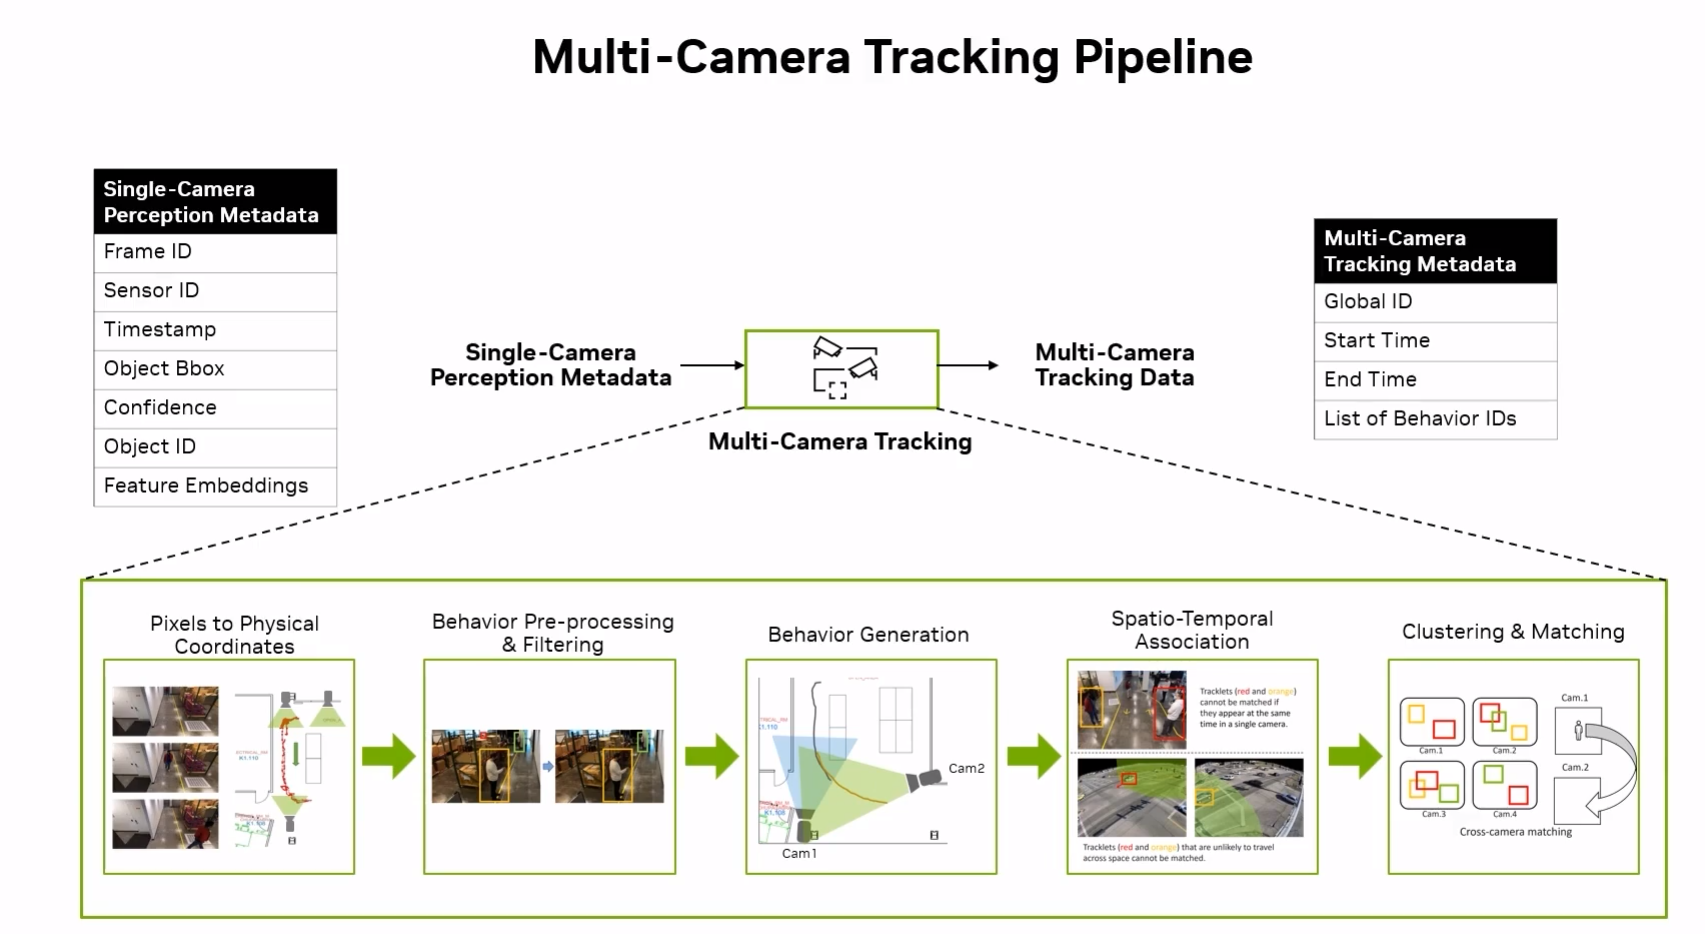 Multi-Camera Tracking Pipeline
Single-Camera
Perception Metadata
Frame ID
Sensor ID
Timestamp
Object Bbox
Confidence
Object ID
Feature Embeddings
Single-Camera
Perception Metadata
Multi-Camera Tracking
Multi-Camera
Tracking Data
Multi-Camera
Tracking Metadata
Global ID
Start Time
End Time
List of Behavior IDs
Pixels to Physical
Coordinates
K1.110
Behavior Pre-processing
& Filtering
Behavior Generation
Cam2
Cam1
Spatio-Temporal
Association
Tracklets (red and orange)
cannot be matched if
they appear at the same
time in a single camera.
Tracklets (red and orange) that are unlikely to travel
across space cannot be matched.
Clustering & Matching
Cam.1
Cam.2
Cam.3
Cam.4
Cam.1
Cam.2
Cross-camera matching